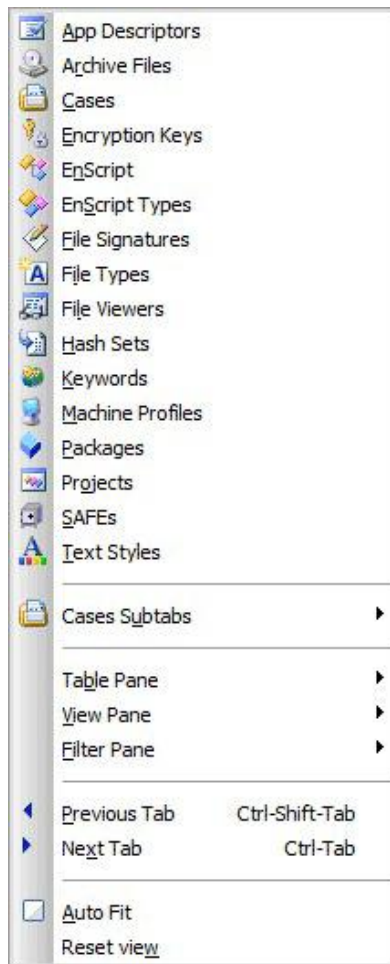 App Descriptors
Archive Files
Cases
Encryption Keys
EnScript
EnScript Types
File Signatures
File Types
File Viewers
Hash Sets
Keywords
Machine Profiles
Packages
Projects
SAFEs
Text Styles
Cases Subtabs
Table Pane
View Pane
Filter Pane
Previous Tab Ctrl-Shift-Tab
Next Tab Ctrl-Tab
Auto Fit
Reset view